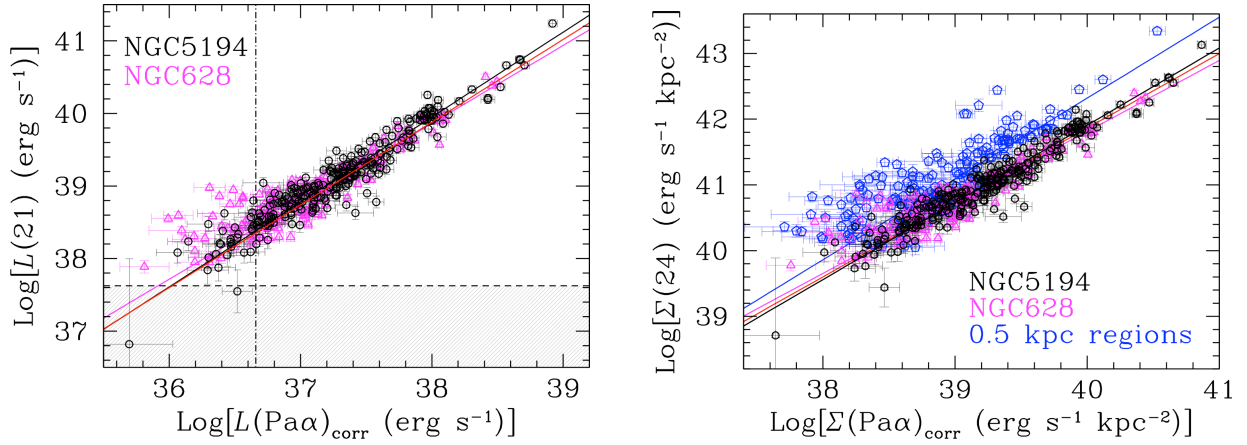 Log[L(21) (erg s⁻¹)]
41
40
39
38
37
NGC5194
NGC628
36
37
38
39
Log[L(Paα)corr (erg s⁻¹)]
Log[Σ(24) (erg s⁻¹ kpc⁻²)]
43
42
41
40
39
NGC5194
NGC628
0.5 kpc regions
38
39
40
41
Log[Σ(Paα)corr (erg s⁻¹ kpc⁻²)]